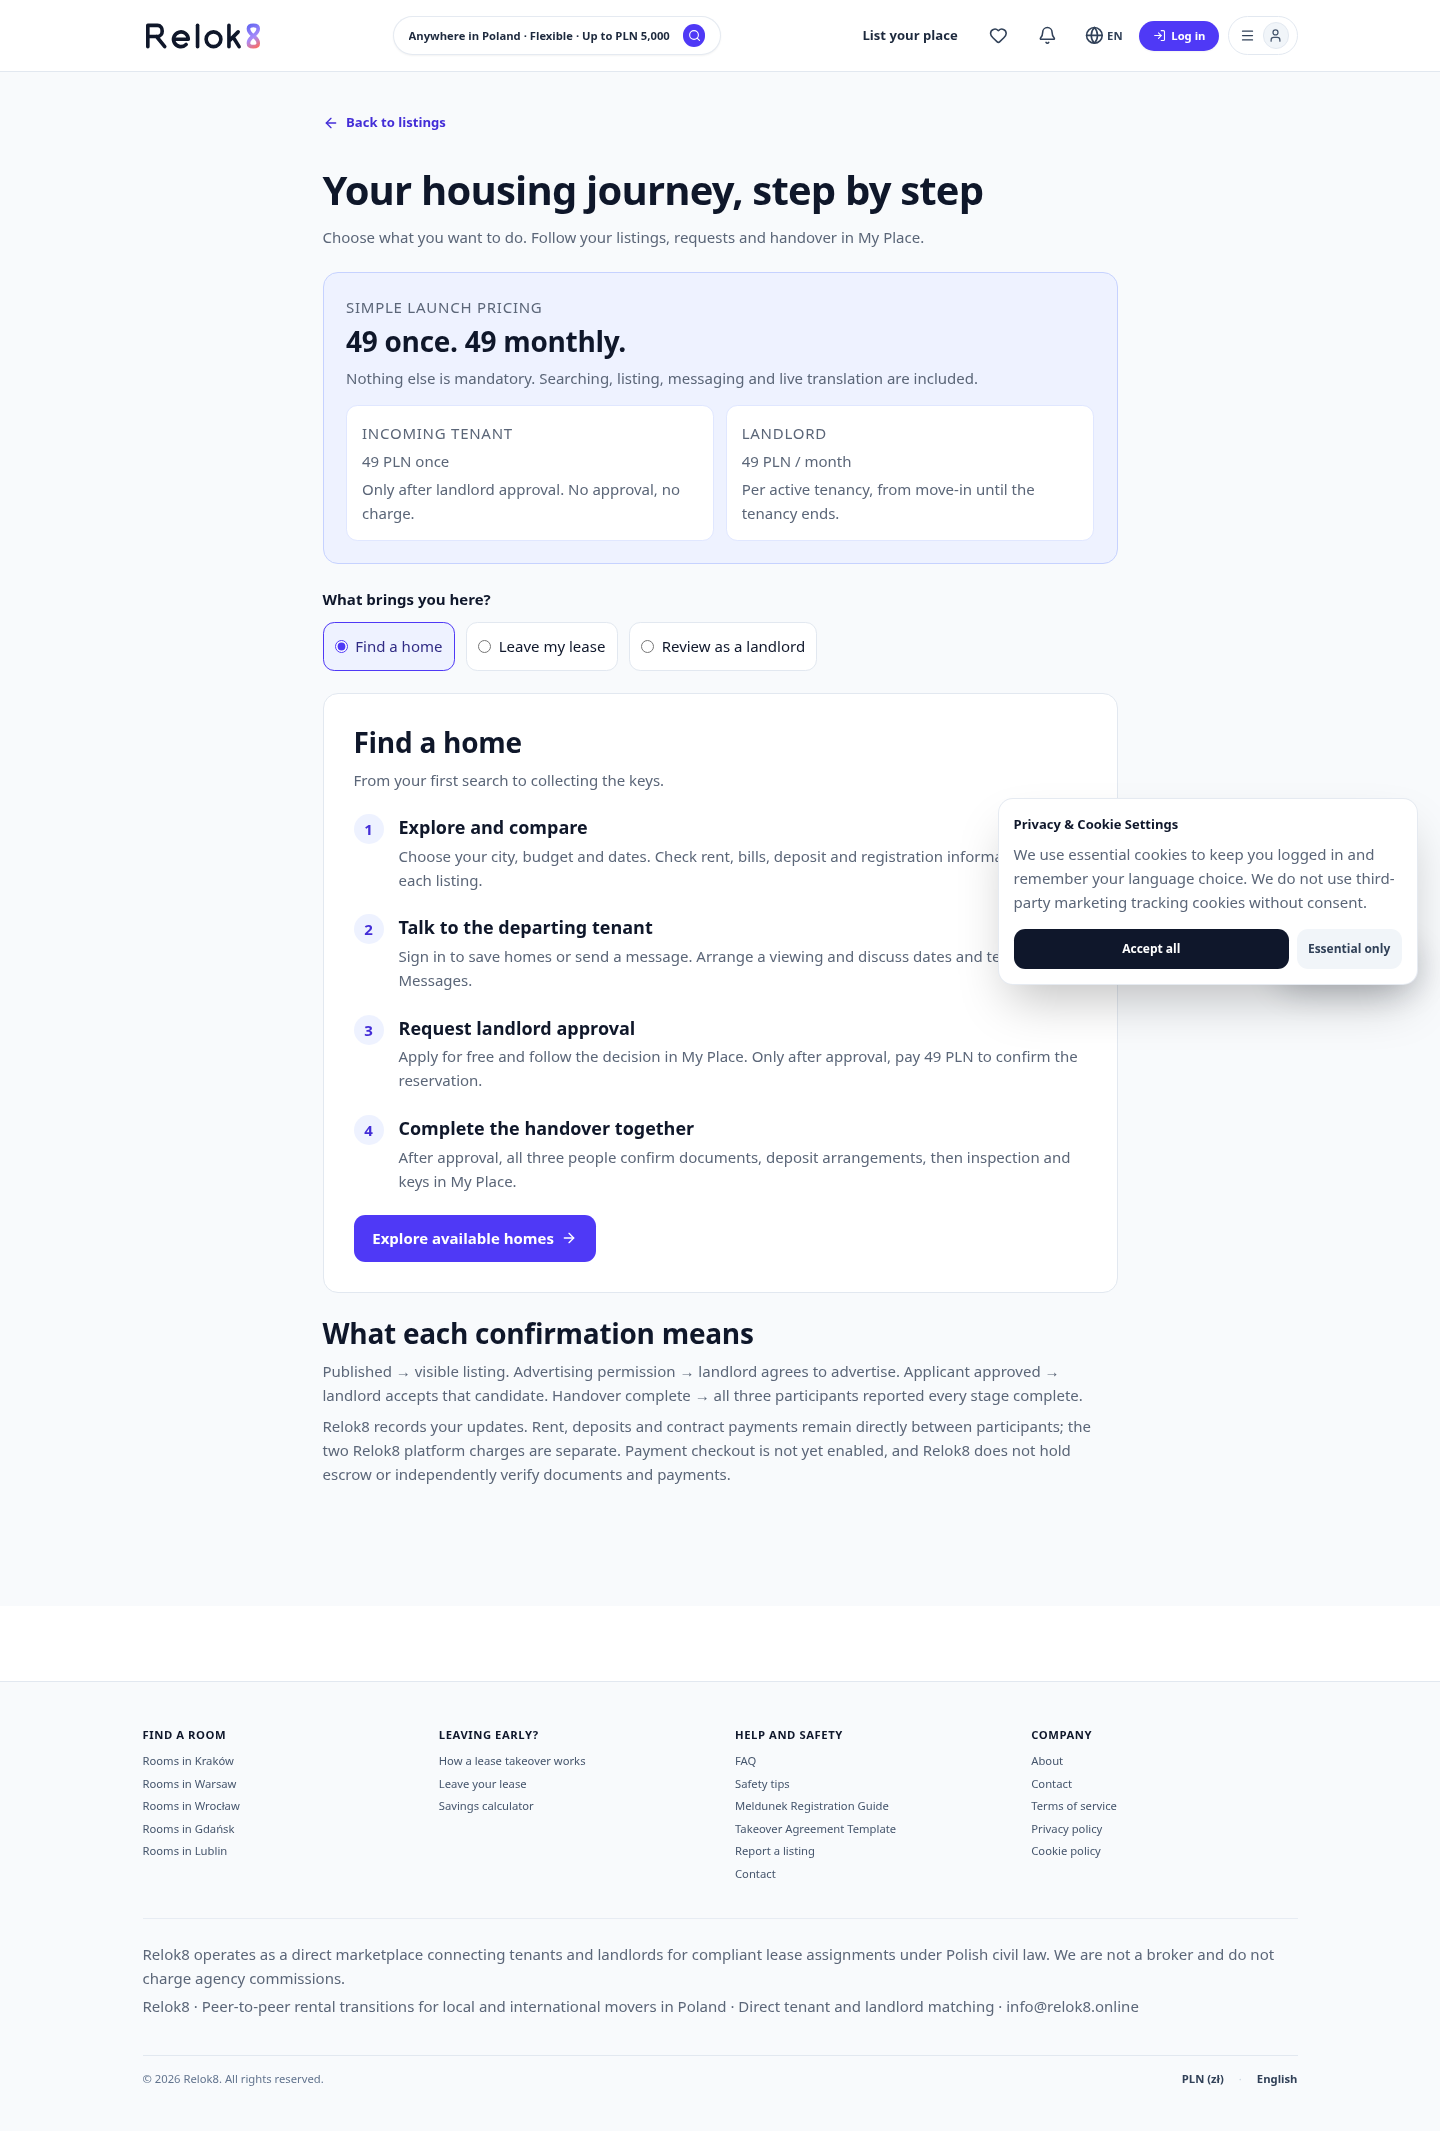 Relok8
Anywhere in Poland · Flexible · Up to PLN 5,000
List your place
EN
Log in
Back to listings
Your housing journey, step by step
Choose what you want to do. Follow your listings, requests and handover in My Place.
SIMPLE LAUNCH PRICING
49 once. 49 monthly.
Nothing else is mandatory. Searching, listing, messaging and live translation are included.
INCOMING TENANT
49 PLN once
Only after landlord approval. No approval, no
charge.
LANDLORD
49 PLN / month
Per active tenancy, from move-in until the
tenancy ends.
What brings you here?
Find a home
Leave my lease
Review as a landlord
Find a home
From your first search to collecting the keys.
1
Explore and compare
Choose your city, budget and dates. Check rent, bills, deposit and registration
each listing.
2
Talk to the departing tenant
Sign in to save homes or send a message. Arrange a viewing and discuss dates and
Messages.
3
Request landlord approval
Apply for free and follow the decision in My Place. Only after approval, pay 49 PLN to confirm the
reservation.
4
Complete the handover together
After approval, all three people confirm documents, deposit arrangements, then inspection and
keys in My Place.
Explore available homes
Privacy & Cookie Settings
We use essential cookies to keep you logged in and
remember your language choice. We do not use third-
party marketing tracking cookies without consent.
Accept all
Essential only
What each confirmation means
Published → visible listing. Advertising permission → landlord agrees to advertise. Applicant approved →
landlord accepts that candidate. Handover complete → all three participants reported every stage complete.
Relok8 records your updates. Rent, deposits and contract payments remain directly between participants; the
two Relok8 platform charges are separate. Payment checkout is not yet enabled, and Relok8 does not hold
escrow or independently verify documents and payments.
FIND A ROOM
Rooms in Kraków
Rooms in Warsaw
Rooms in Wrocław
Rooms in Gdańsk
Rooms in Lublin
LEAVING EARLY?
How a lease takeover works
Leave your lease
Savings calculator
HELP AND SAFETY
FAQ
Safety tips
Meldunek Registration Guide
Takeover Agreement Template
Report a listing
Contact
COMPANY
About
Contact
Terms of service
Privacy policy
Cookie policy
Relok8 operates as a direct marketplace connecting tenants and landlords for compliant lease assignments under Polish civil law. We are not a broker and do not
charge agency commissions.
Relok8 · Peer-to-peer rental transitions for local and international movers in Poland · Direct tenant and landlord matching · info@relok8.online
© 2026 Relok8. All rights reserved.
PLN (zł) · English